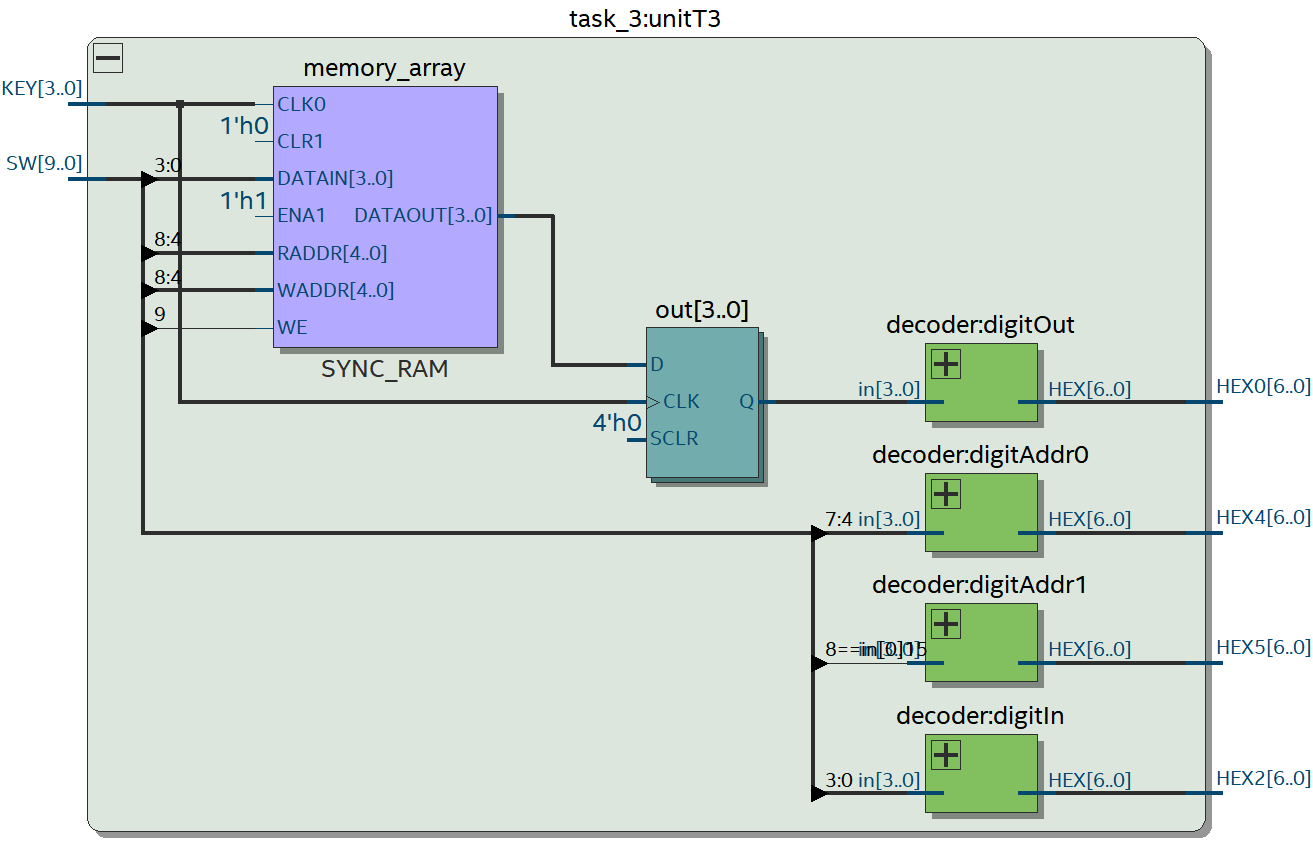 task_3:unitT3
memory_array
KEY[3..0]
CLK0
1'h0
CLR1
SW[9..0]
3:0
DATAIN[3..0]
1'h1
ENA1
DATAOUT[3..0]
8:4
RADDR[4..0]
8:4
WADDR[4..0]
9
WE
SYNC_RAM
out[3..0]
D
CLK
Q
4'h0
SCLR
decoder:digitOut
in[3..0]
HEX[6..0]
HEX0[6..0]
decoder:digitAddr0
7:4
in[3..0]
HEX[6..0]
HEX4[6..0]
decoder:digitAddr1
HEX[6..0]
HEX5[6..0]
decoder:digitIn
3:0
in[3..0]
HEX[6..0]
HEX2[6..0]